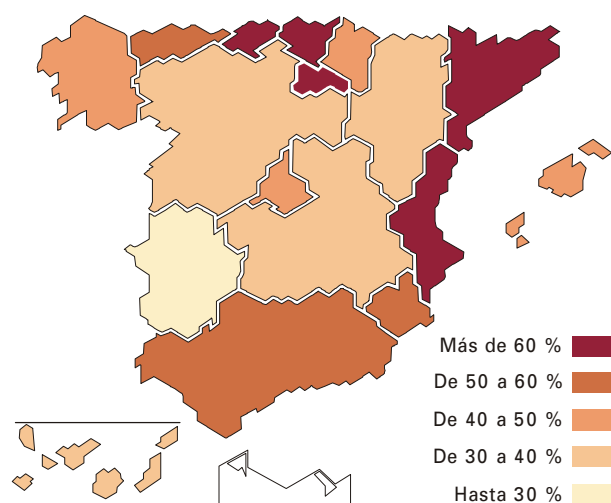 Más de 60 %
De 50 a 60 %
De 40 a 50 %
De 30 a 40 %
Hasta 30 %